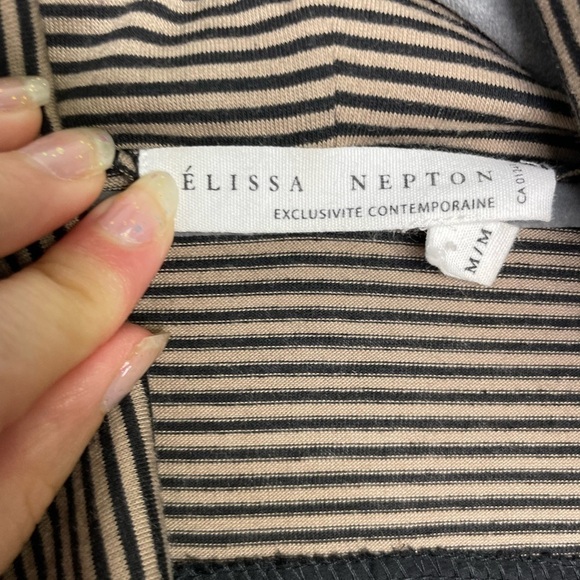 ÉLISSA NEPTON
EXCLUSIVITE CONTEMPORAINE
M/M